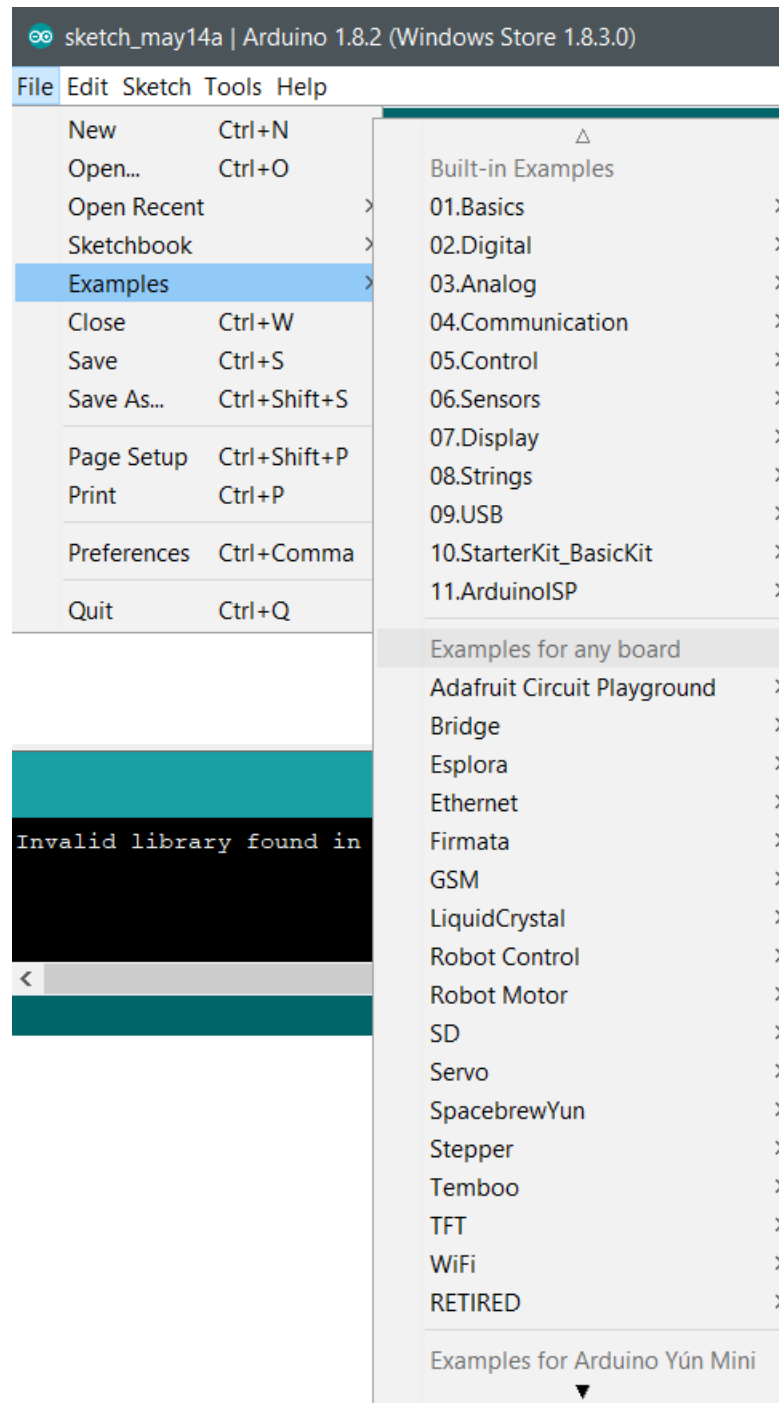 sketch_may14a | Arduino 1.8.2 (Windows Store 1.8.3.0)
File Edit Sketch Tools Help
New Ctrl+N
Open... Ctrl+O
Open Recent
Sketchbook
Examples
Close Ctrl+W
Save Ctrl+S
Save As... Ctrl+Shift+S
Page Setup Ctrl+Shift+P
Print Ctrl+P
Preferences Ctrl+Comma
Quit Ctrl+Q
Invalid library found in
Built-in Examples
01.Basics
02.Digital
03.Analog
04.Communication
05.Control
06.Sensors
07.Display
08.Strings
09.USB
10.StarterKit_BasicKit
11.ArduinoISP
Examples for any board
Adafruit Circuit Playground
Bridge
Esplora
Ethernet
Firmata
GSM
LiquidCrystal
Robot Control
Robot Motor
SD
Servo
SpacebrewYun
Stepper
Temboo
TFT
WiFi
RETIRED
Examples for Arduino Yún Mini